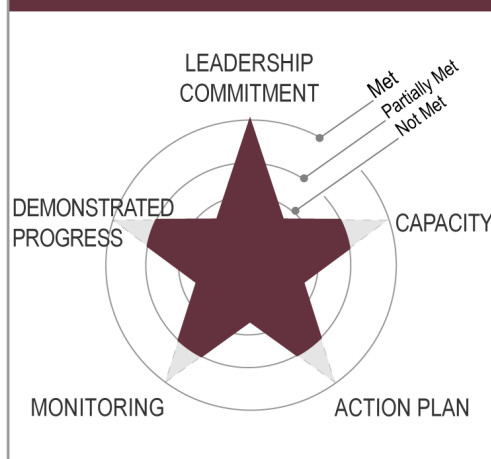 LEADERSHIP
COMMITMENT
Met
Partially Met
Not Met
DEMONSTRATED
PROGRESS
CAPACITY
MONITORING
ACTION PLAN